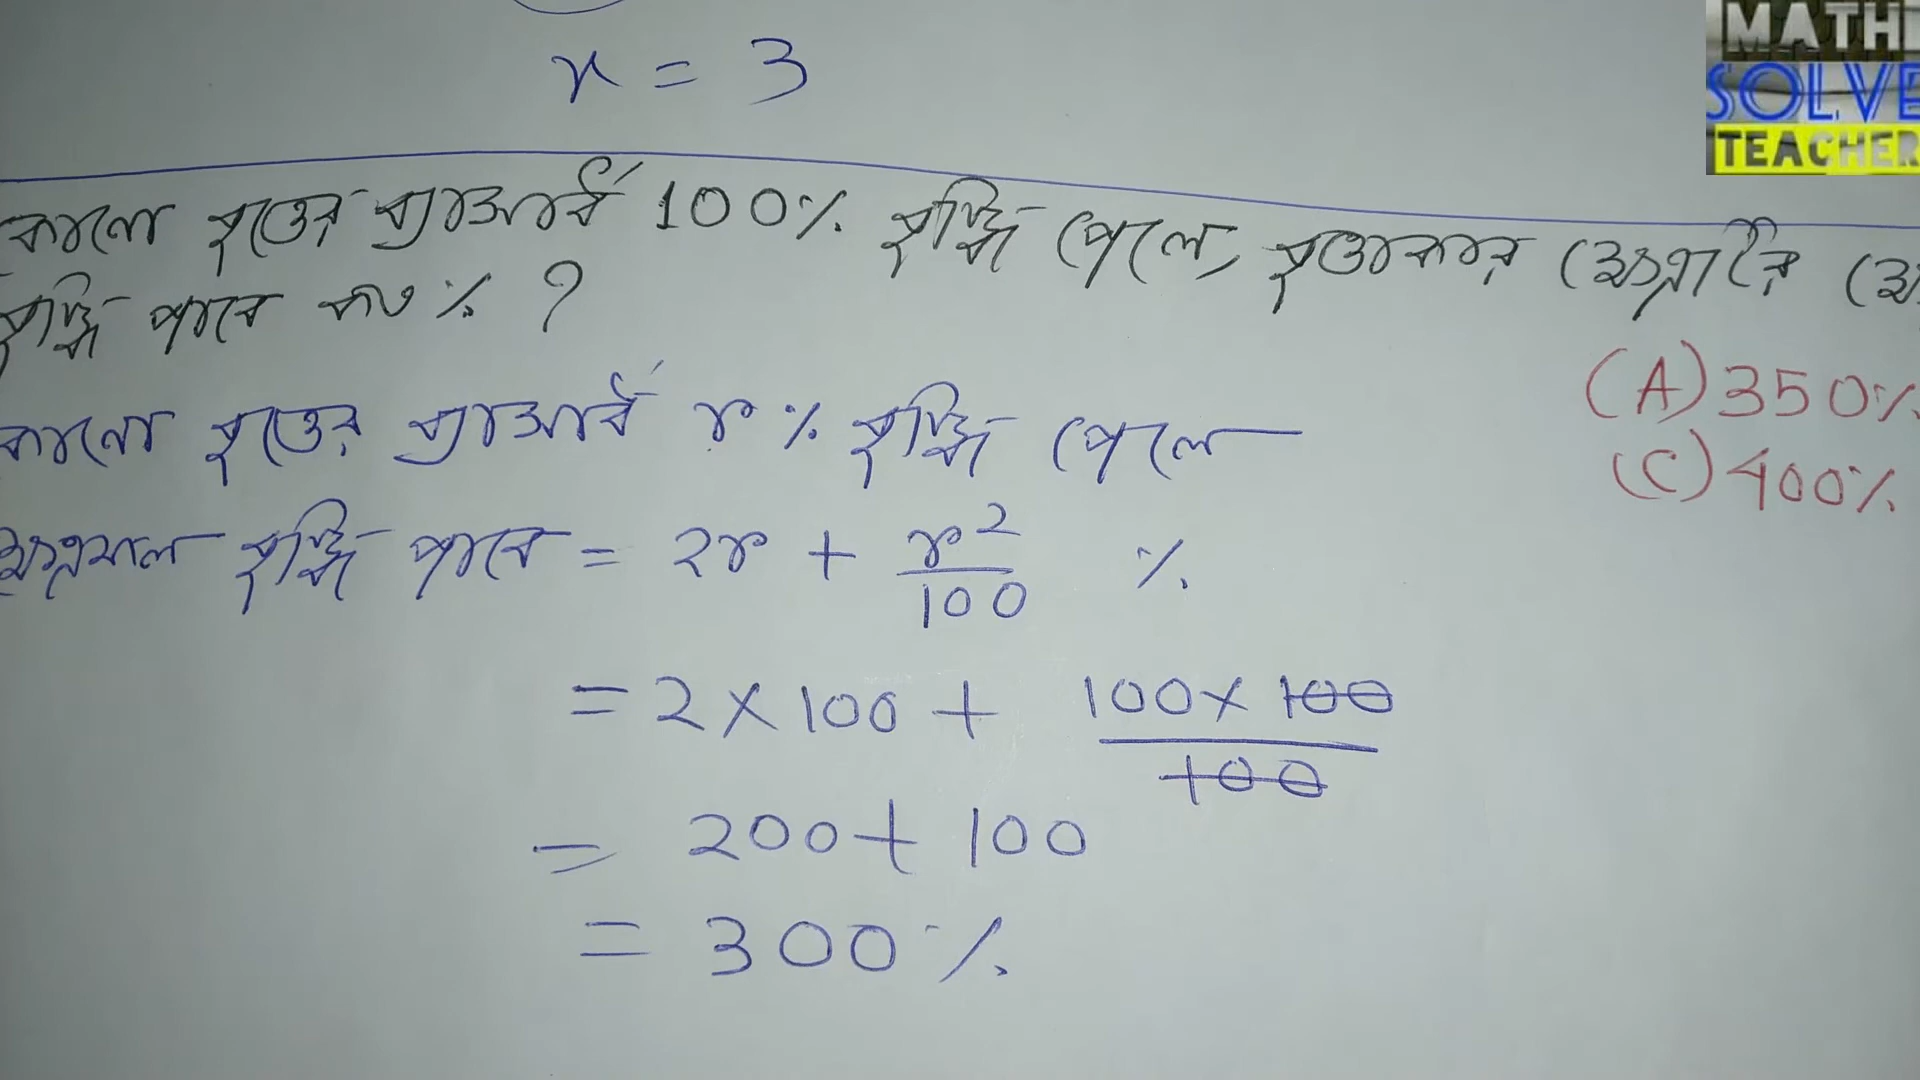 x = 3
MATH
SOLVE
TEACHER
কোনো বৃত্তের ব্যাসার্ধ 100% বৃদ্ধি পেলে, বৃত্তাকার ক্ষেত্রটির
বৃদ্ধি পাবে কত % ?
(A) 350%
কোনো বৃত্তের ব্যাসার্ধ r % বৃদ্ধি পেলে
(C) 400%
ক্ষেত্রফল বৃদ্ধি পাবে = 2r + r²/100 %
= 2 × 100 + 100 × 100/100
= 200 + 100
= 300 %